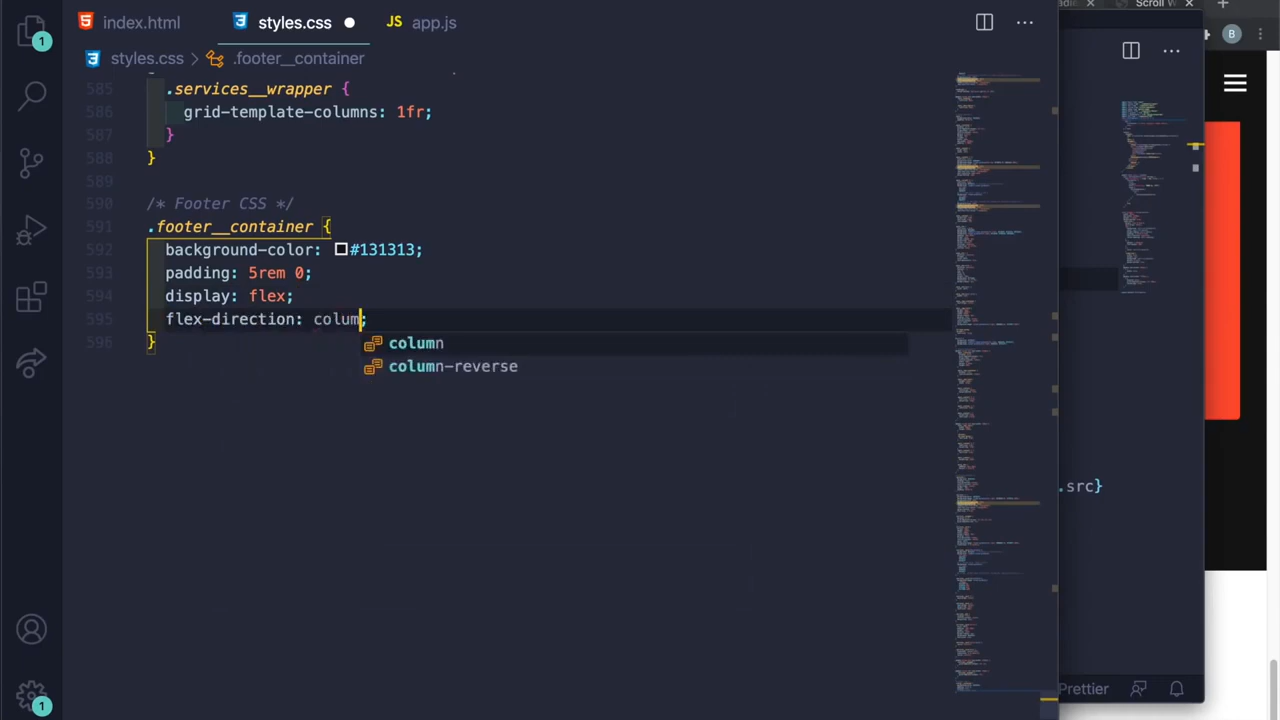 Scroll W
index.html
styles.css
app.js
B
styles.css > .footer__container
585 .services__wrapper {
586 grid-template-columns: 1fr;
587 }
588 }
589
590 /* Footer CSS */
591 .footer__container {
592 background-color: #131313;
593 padding: 5rem 0;
594 display: flex;
595 flex-direction: colum;
596 }
column
column-reverse
.src}
Prettier
1
1